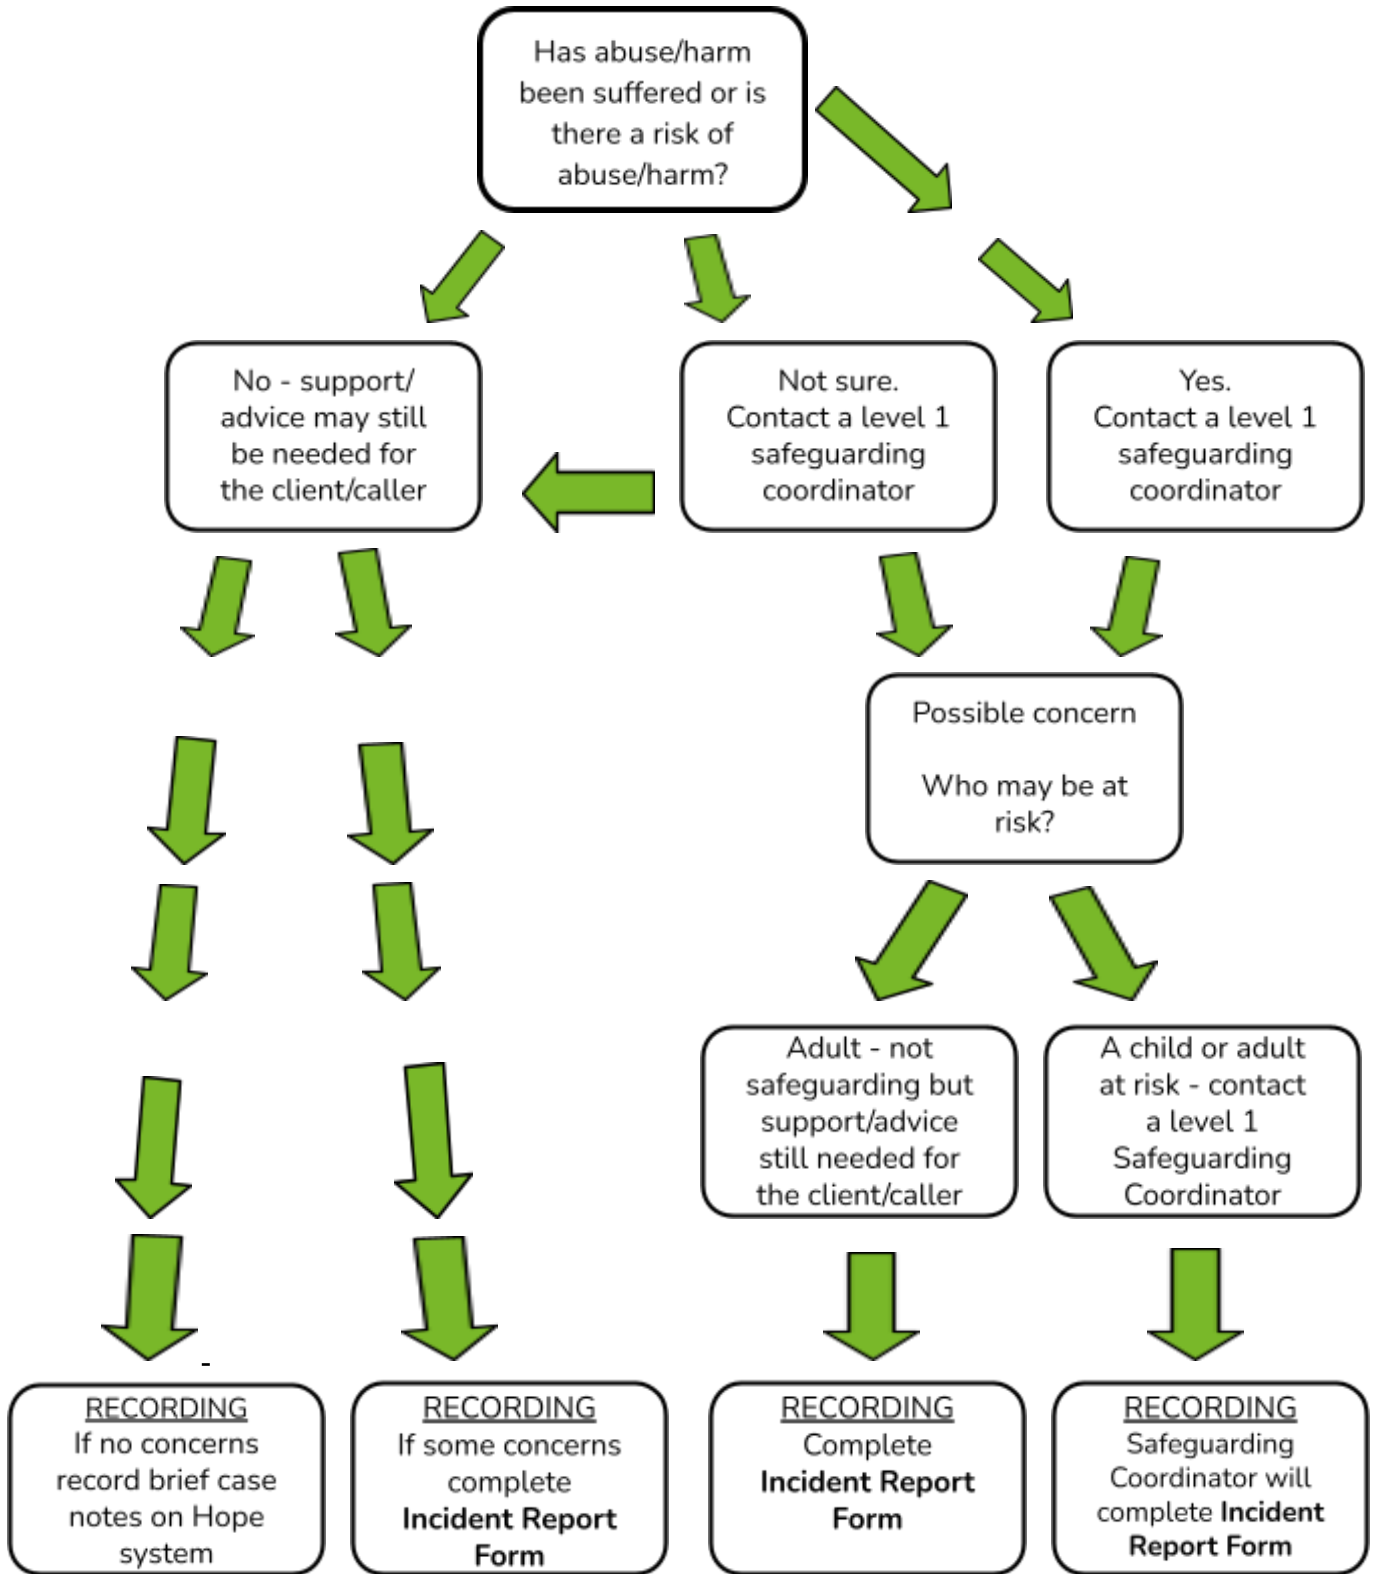 Has abuse/harm
been suffered or is
there a risk of
abuse/harm?
No - support/
advice may still
be needed for
the client/caller
Not sure.
Contact a level 1
safeguarding
coordinator
Yes.
Contact a level 1
safeguarding
coordinator
Possible concern
Who may be at
risk?
Adult - not
safeguarding but
support/advice
still needed for
the client/caller
A child or adult
at risk - contact
a level 1
Safeguarding
Coordinator
-
RECORDING
If no concerns
record brief case
notes on Hope
system
RECORDING
If some concerns
complete
Incident Report
Form
RECORDING
Complete
Incident Report
Form
RECORDING
Safeguarding
Coordinator will
complete Incident
Report Form